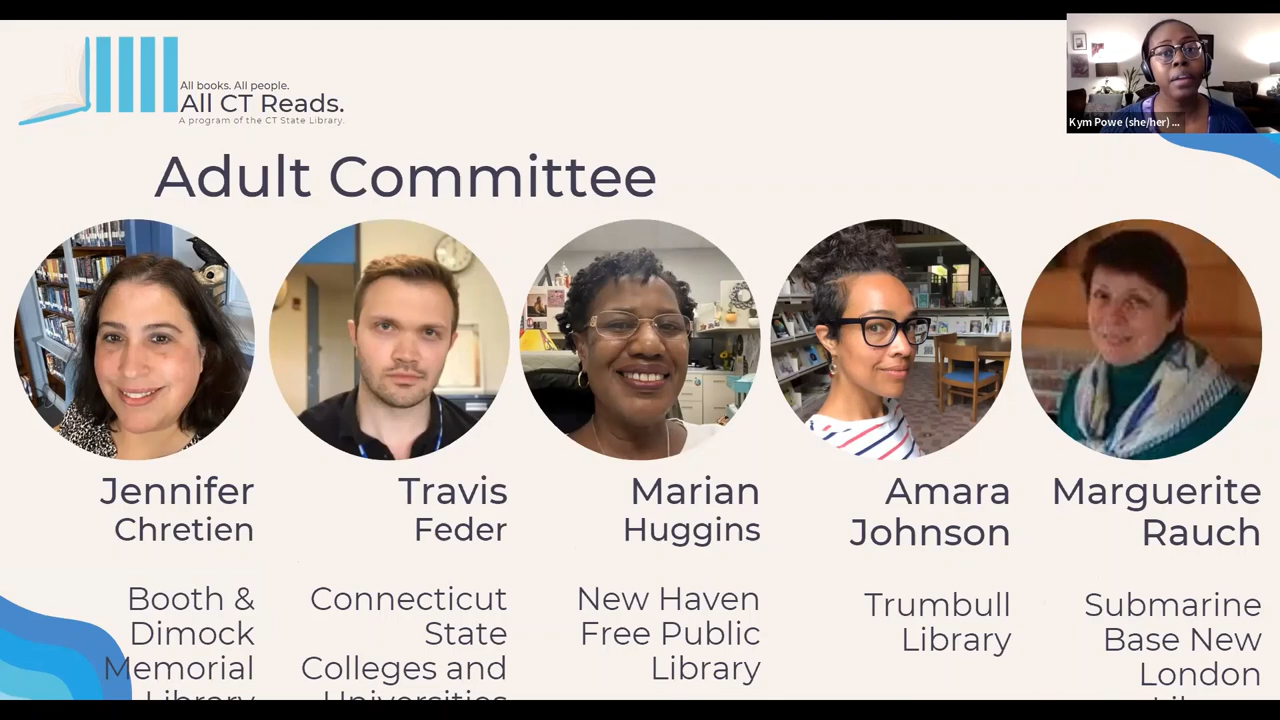 All books. All people.
All CT Reads.
A program of the CT State Library.
Kym Powe (she/her) ...
Adult Committee
Jennifer
Chretien
Travis
Feder
Marian
Huggins
Amara
Johnson
Marguerite
Rauch
Booth &
Dimock
Memorial
Library
Connecticut
State
Colleges and
Universities
New Haven
Free Public
Library
Trumbull
Library
Submarine
Base New
London